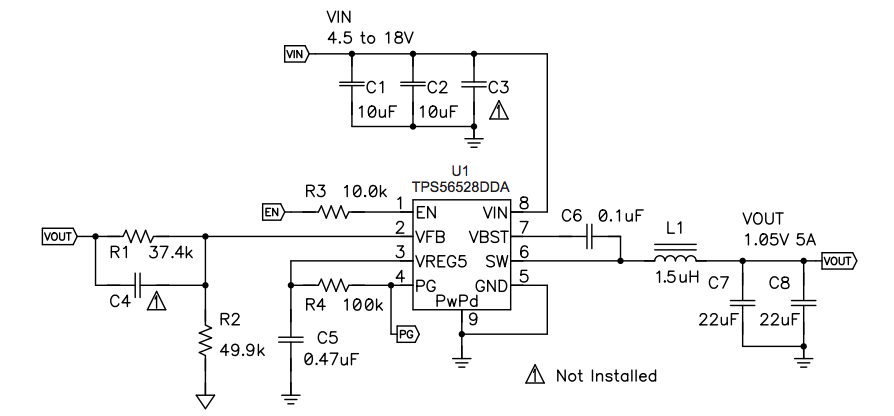 VIN
4.5 to 18V
VIN
C1
C2
C3
10uF
10uF
1
U1
TPS56528DDA
R3 10.0k
EN
1 EN VIN 8
2 VFB VBST 7
3 VREG5 SW 6
4 PG GND 5
PwPd
9
C6 0.1uF
L1
1.5uH
VOUT
1.05V 5A
VOUT
C7
C8
22uF
22uF
VOUT
R1 37.4k
C4
1
R2
49.9k
R4 100k
PG
C5
0.47uF
1 Not Installed